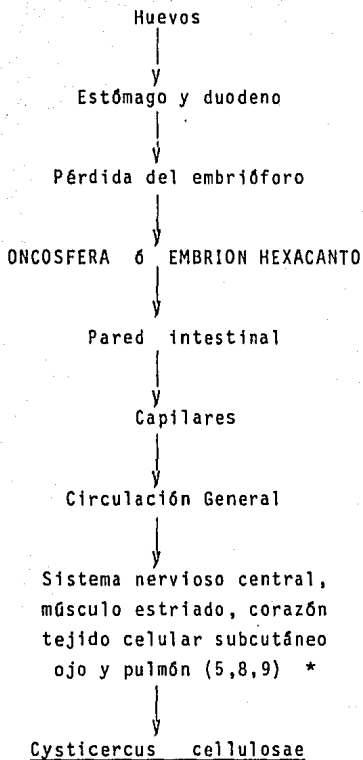 Huevos
Estómago y duodeno
Pérdida del embrióforo
ONCOSFERA ó EMBRION HEXACANTO
Pared intestinal
Capilares
Circulación General
Sistema nervioso central,
músculo estriado, corazón
tejido celular subcutáneo
ojo y pulmón (5,8,9) *
Cysticercus cellulosae